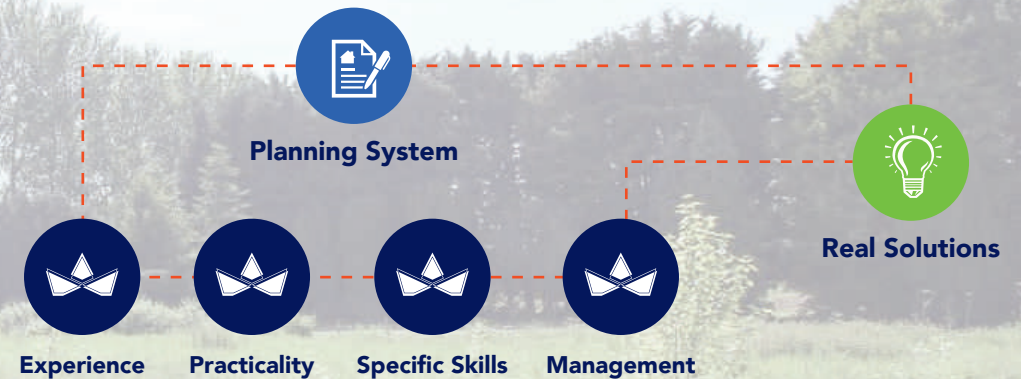 Planning System
Real Solutions
Experience
Practicality
Specific Skills
Management